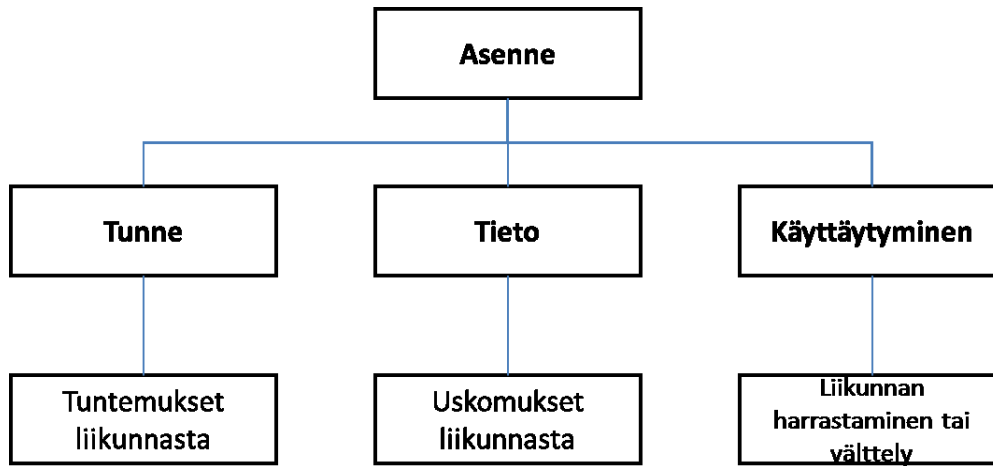 Asenne
Tunne
Tieto
Käyttäytyminen
Tuntemukset
liikunnasta
Uskomukset
liikunnasta
Liikunnan
harrastaminen tai
välttely